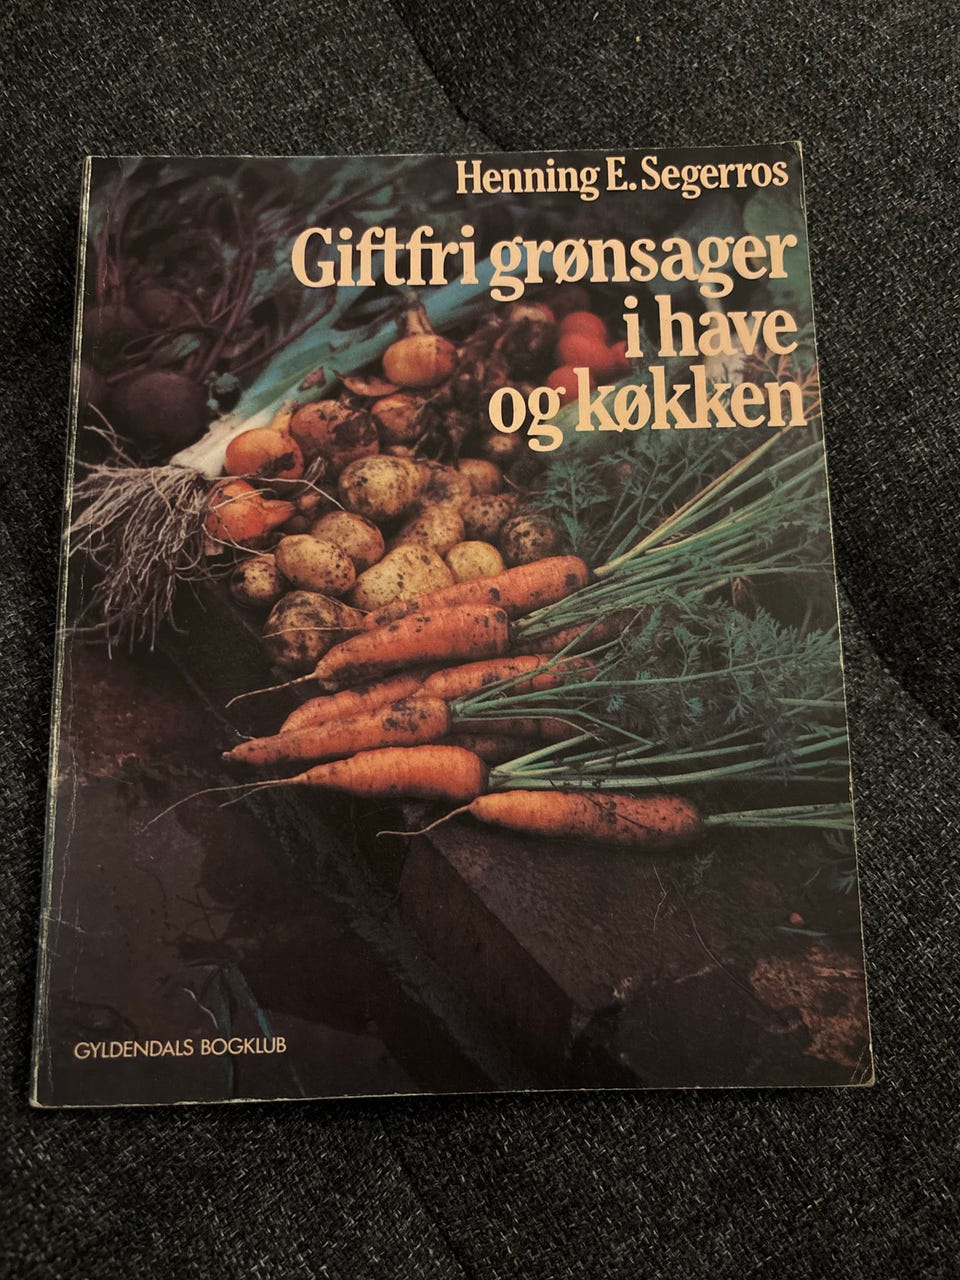 Henning E. Segerros
Giftfri grønsager
i have
og køkken
GYLDENDALS BOGKLUB